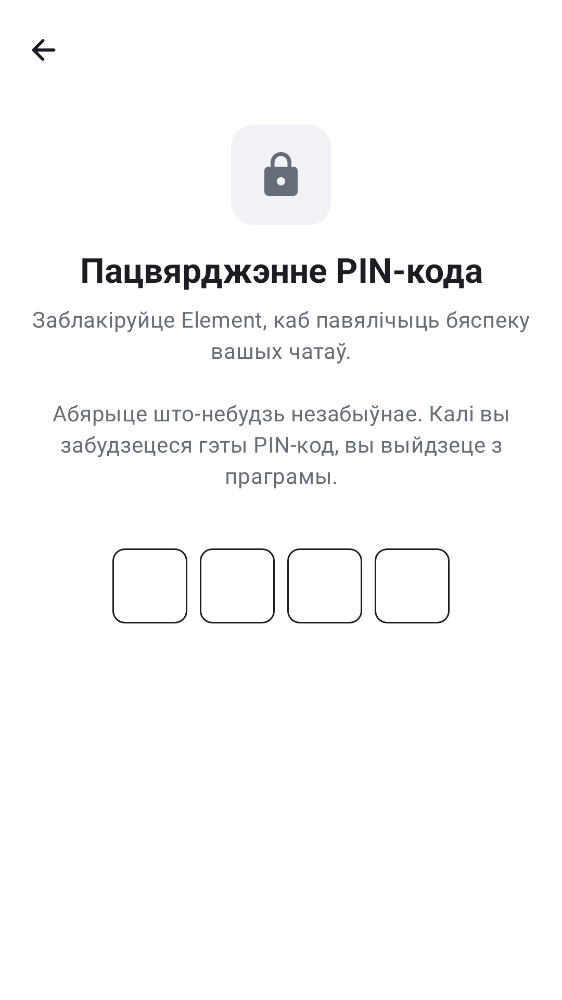 Пацвярджэнне PIN-кода
Заблакіруйце Element, каб павялічыць бяспеку
вашых чатаў.
Абярыце што-небудзь незабыўнае. Калі вы
забудзецеся гэты PIN-код, вы выйдзеце з
праграмы.